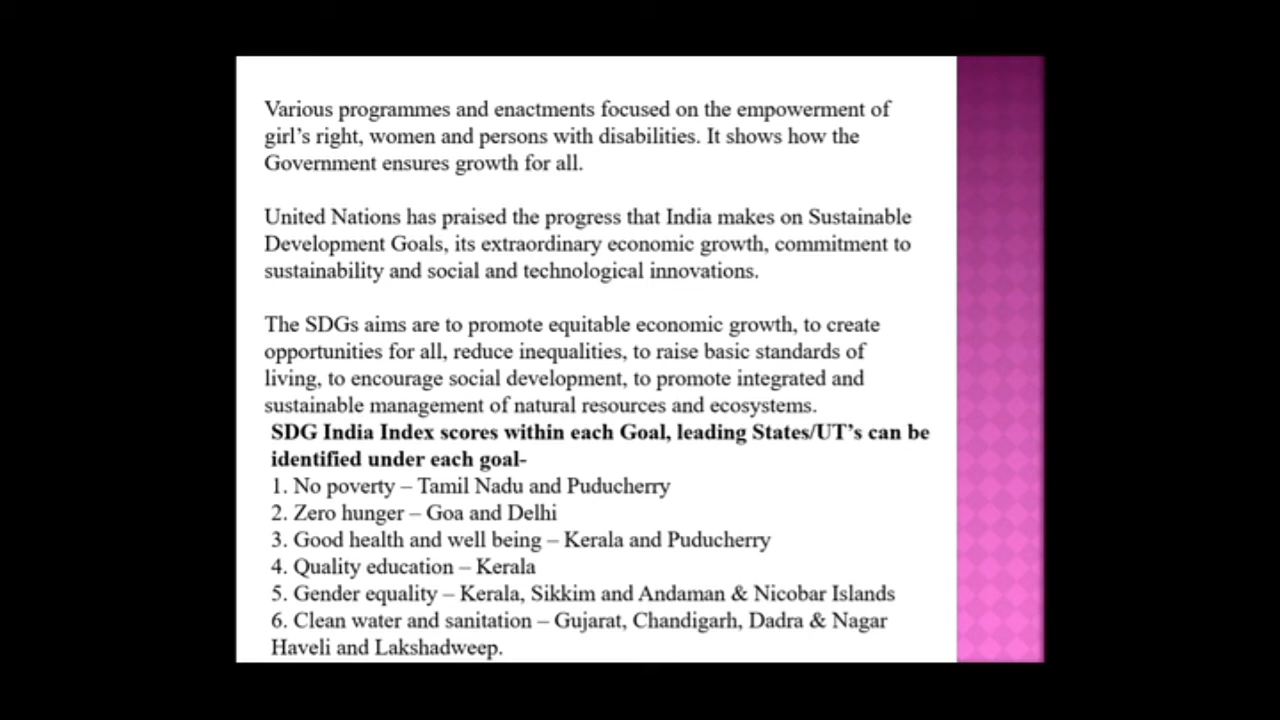 Various programmes and enactments focused on the empowerment of
girl’s right, women and persons with disabilities. It shows how the
Government ensures growth for all.
United Nations has praised the progress that India makes on Sustainable
Development Goals, its extraordinary economic growth, commitment to
sustainability and social and technological innovations.
The SDGs aims are to promote equitable economic growth, to create
opportunities for all, reduce inequalities, to raise basic standards of
living, to encourage social development, to promote integrated and
sustainable management of natural resources and ecosystems.
SDG India Index scores within each Goal, leading States/UT’s can be
identified under each goal-
1. No poverty – Tamil Nadu and Puducherry
2. Zero hunger – Goa and Delhi
3. Good health and well being – Kerala and Puducherry
4. Quality education – Kerala
5. Gender equality – Kerala, Sikkim and Andaman & Nicobar Islands
6. Clean water and sanitation – Gujarat, Chandigarh, Dadra & Nagar
Haveli and Lakshadweep.